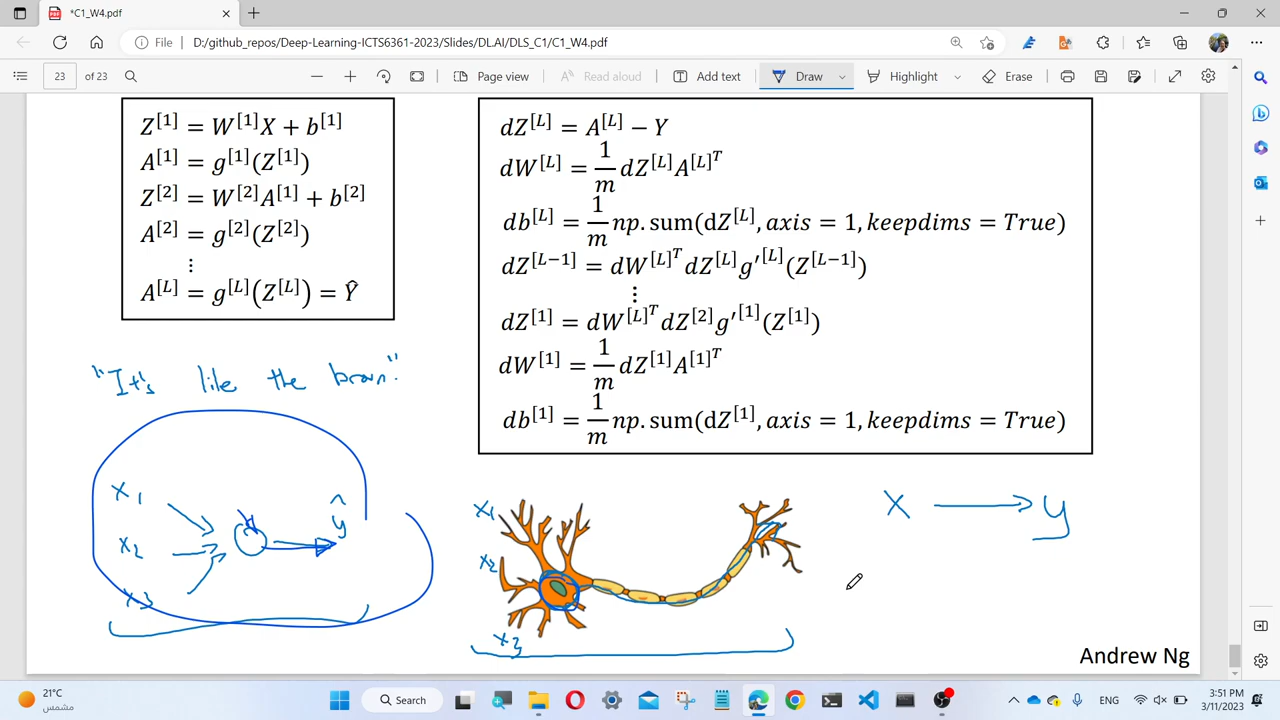 *C1_W4.pdf
File D:/github_repos/Deep-Learning-ICTS6361-2023/Slides/DL.AI/DLS_C1/C1_W4.pdf
23 of 23 Page view Read aloud Add text Draw Highlight Erase
Z^[1] = W^[1]X + b^[1]
A^[1] = g^[1](Z^[1])
Z^[2] = W^[2]A^[1] + b^[2]
A^[2] = g^[2](Z^[2])
⋮
A^[L] = g^[L](Z^[L]) = Ŷ
dZ^[L] = A^[L] − Y
dW^[L] = 1/m dZ^[L]A^[L]^T
db^[L] = 1/m np.sum(dZ^[L], axis = 1, keepdims = True)
dZ^[L−1] = dW^[L]^T dZ^[L]g′^[L](Z^[L−1])
⋮
dZ^[1] = dW^[L]^T dZ^[2]g′^[1](Z^[1])
dW^[1] = 1/m dZ^[1]A^[1]^T
db^[1] = 1/m np.sum(dZ^[1], axis = 1, keepdims = True)
"It's like the brain."
x1
x2
x3
ŷ
x1
x2
x3
X → y
Andrew Ng
21°C
مشمس
Search
ENG
3:51 PM
3/11/2023